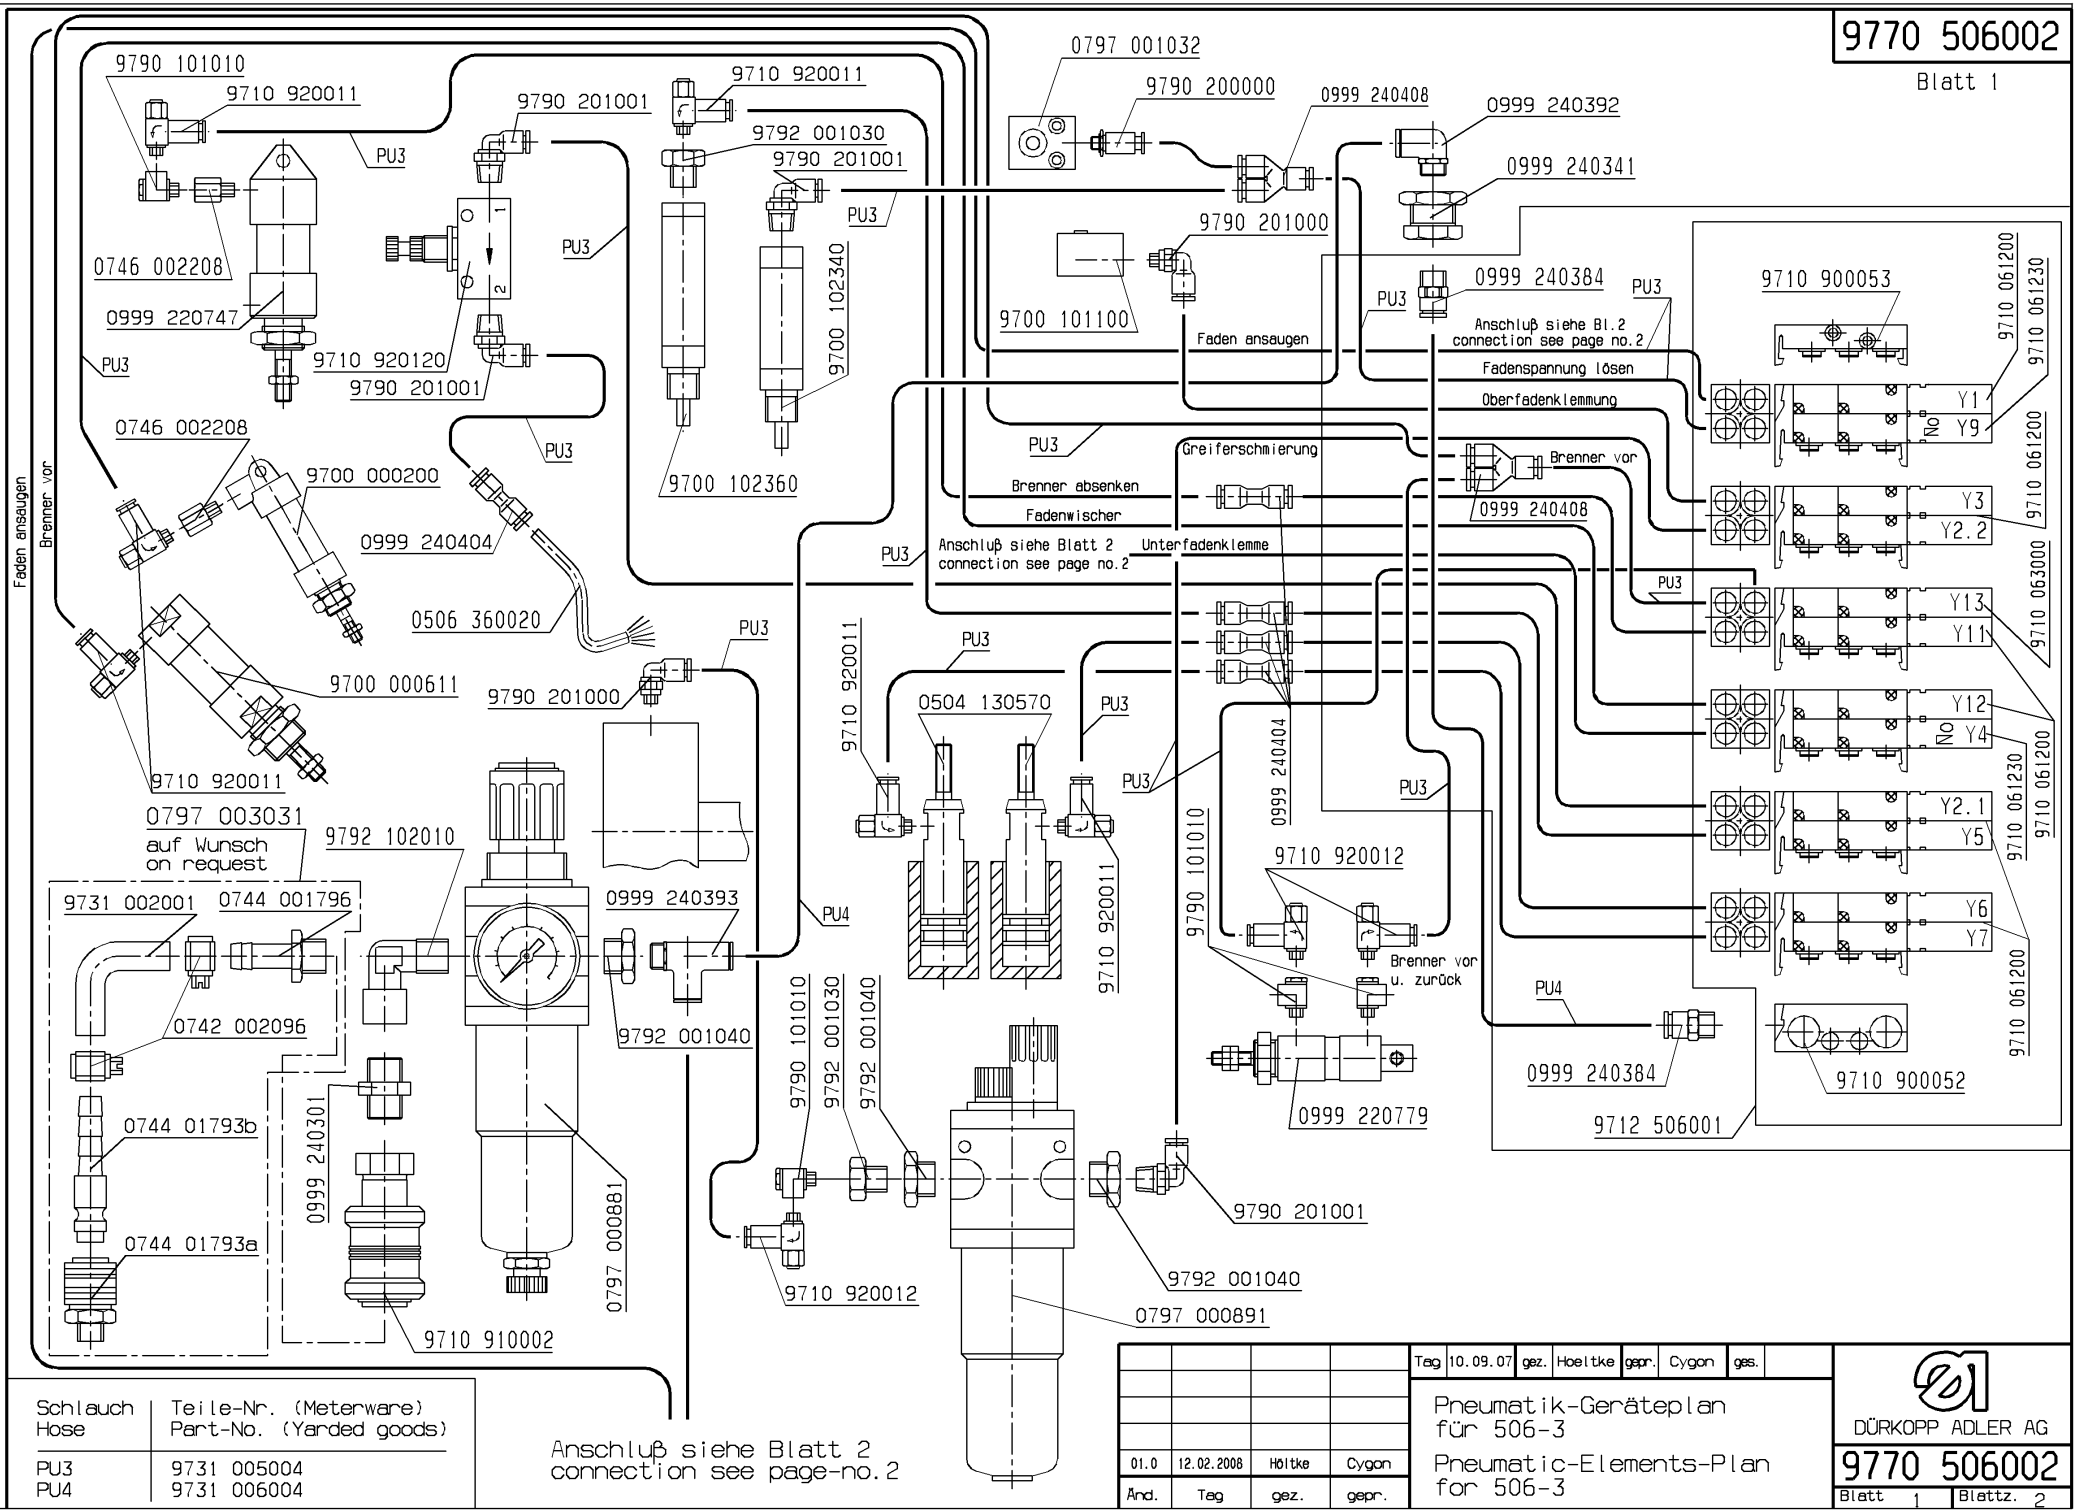 9770 506002
Blatt 1
9790 101010
9710 920011
PU3
0746 002208
0999 220747
9790 201001
PU3
9710 920120
9790 201001
1
2
9710 920011
9792 001030
9790 201001
PU3
9700 102340
9700 102360
0797 001032
9790 200000
0999 240408
9790 201000
9700 101100
0999 240392
0999 240341
0999 240384
PU3
PU3
Anschluß siehe Bl.2
connection see page no.2
Faden ansaugen
Fadenspannung lösen
Oberfadenklemmung
Greiferschmierung
Brenner vor
0999 240408
Brenner absenken
Fadenwischer
Anschluß siehe Blatt 2
connection see page no.2
Unterfadenklemme
PU3
PU3
PU3
9710 900053
9710 061200
9710 061230
Y1
Y9
No
9710 061200
Y3
Y2.2
9710 063000
Y13
Y11
Y12
Y4
No
9710 061230
9710 061200
Y2.1
Y5
Y6
Y7
9710 061200
9710 900052
PU3
0746 002208
9700 000200
PU3
0999 240404
0506 360020
Faden ansaugen
Brenner vor
9700 000611
9710 920011
PU3
9790 201000
9710 920011
PU3
0504 130570
PU3
0999 240404
PU3
PU3
9710 920011
9790 101010
9710 920012
Brenner vor
u. zurück
0999 220779
PU4
0999 240384
9712 506001
0797 003031
auf Wunsch
on request
9792 102010
9731 002001
0744 001796
0742 002096
0744 01793b
0744 01793a
0999 240301
9710 910002
0999 240393
9792 001040
PU4
0797 000881
9790 101010
9792 001030
9792 001040
9710 920012
9790 201001
9792 001040
0797 000891
Schlauch
Hose
Teile-Nr. (Meterware)
Part-No. (Yarded goods)
PU3 9731 005004
PU4 9731 006004
Anschluß siehe Blatt 2
connection see page-no.2
01.0 12.02.2008 Höltke Cygon
Änd. Tag gez. gepr.
Tag 10.09.07 gez. Hoeltke gepr. Cygon ges.
Pneumatik-Geräteplan
für 506-3
Pneumatic-Elements-Plan
for 506-3
DÜRKOPP ADLER AG
9770 506002
Blatt 1 Blattz. 2